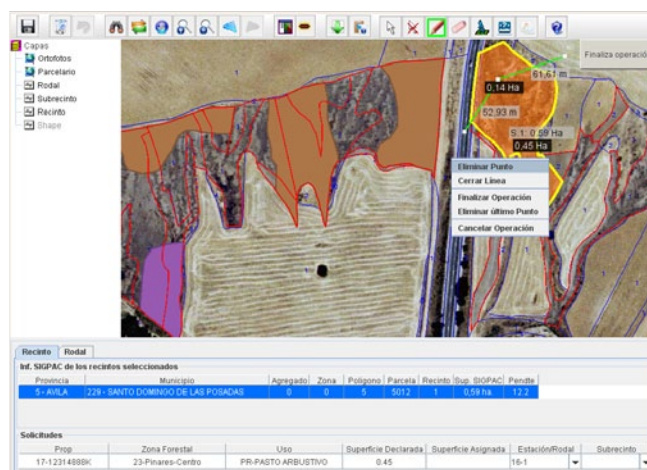 Capas
Ortofotos
Parcelario
Rodal
Subrecinto
Recinto
Shape
Finaliza operació
61,61 m
0,14 Ha
52,93 m
S.1: 0.59 Ha
0,45 Ha
Eliminar Punto
Cerrar Línea
Finalizar Operación
Eliminar último Punto
Cancelar Operación
Recinto Rodal
Inf. SIGPAC de los recintos seleccionados
Provincia Municipio Agregado Zona Polígono Parcela Recinto Sup. SIGPAC Pendte
5 - AVILA 229 - SANTO DOMINGO DE LAS POSADAS 0 0 5 5012 1 0,59 ha 12.2
Solicitudes
Prop Zona Forestal Uso Superficie Declarada Superficie Asignada Estación/Rodal Subrecinto
17-12314888K 23-Pinares-Centro PR-PASTO ARBUSTIVO 0.45 16-1